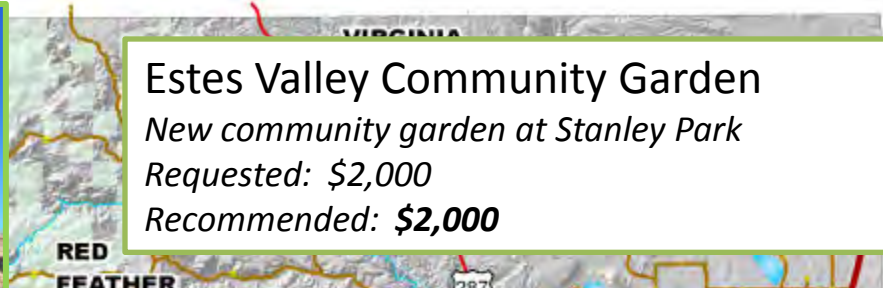 VIRGINIA
Estes Valley Community Garden
New community garden at Stanley Park
Requested: $2,000
Recommended: $2,000
RED
FEATHER
287